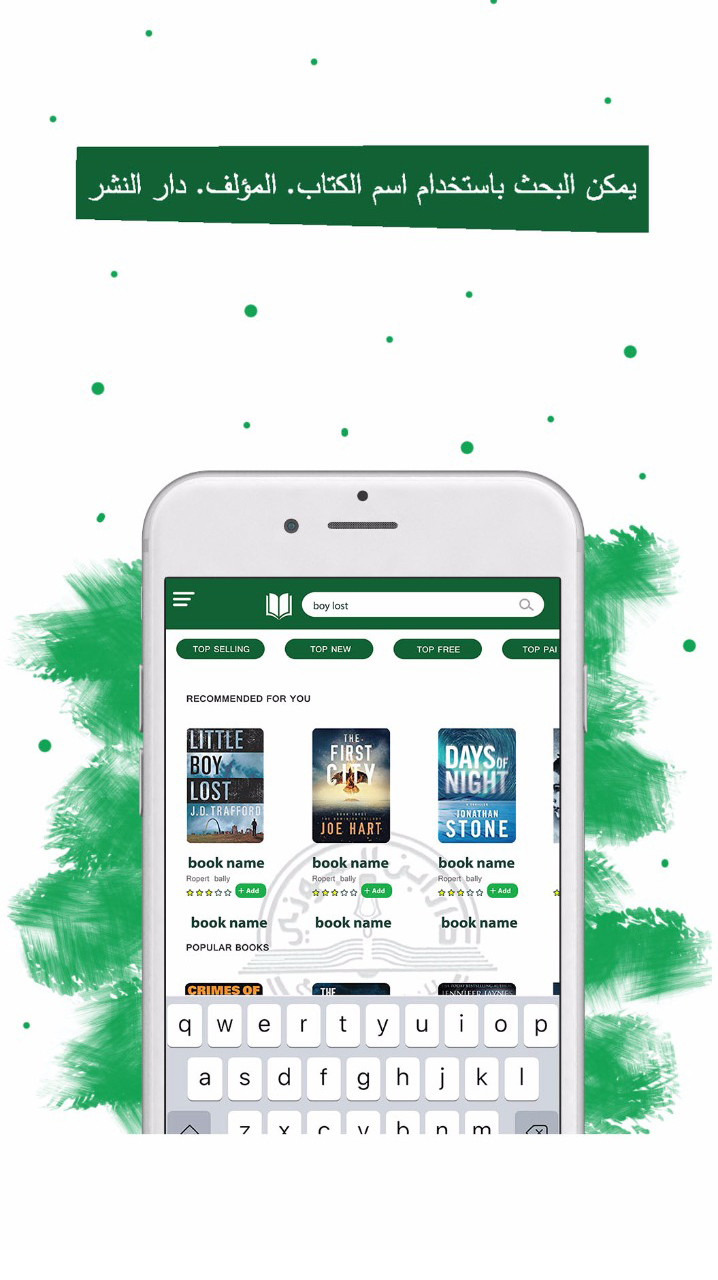 يمكن البحث باستخدام اسم الكتاب. المؤلف. دار النشر
boy lost
TOP SELLING TOP NEW TOP FREE TOP PAI
RECOMMENDED FOR YOU
LITTLE
BOY
LOST
J.D. TRAFFORD
THE
FIRST
CITY
JOE HART
DAYS OF
NIGHT
A THRILLER
JONATHAN
STONE
book name book name book name
Ropert bally Ropert bally Ropert bally
+ Add + Add + Add
book name book name book name
POPULAR BOOKS
CRIMES OF
THE
JENNIFER JAYNES
q w e r t y u i o p
a s d f g h j k l
z x c v b n m